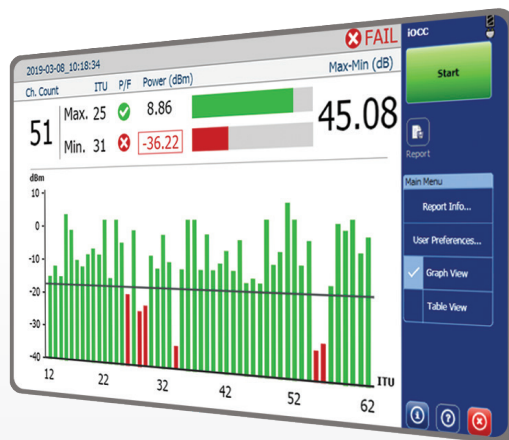 FAIL
iOCC
2019-03-08_10:18:34
Ch. Count ITU P/F Power (dBm) Max-Min (dB)
Start
51
Max. 25 8.86
Min. 31 -36.22
45.08
Report
dBm
10
0
-10
-20
-30
-40
12 22 32 42 52 62
ITU
Main Menu
Report Info...
User Preferences...
Graph View
Table View